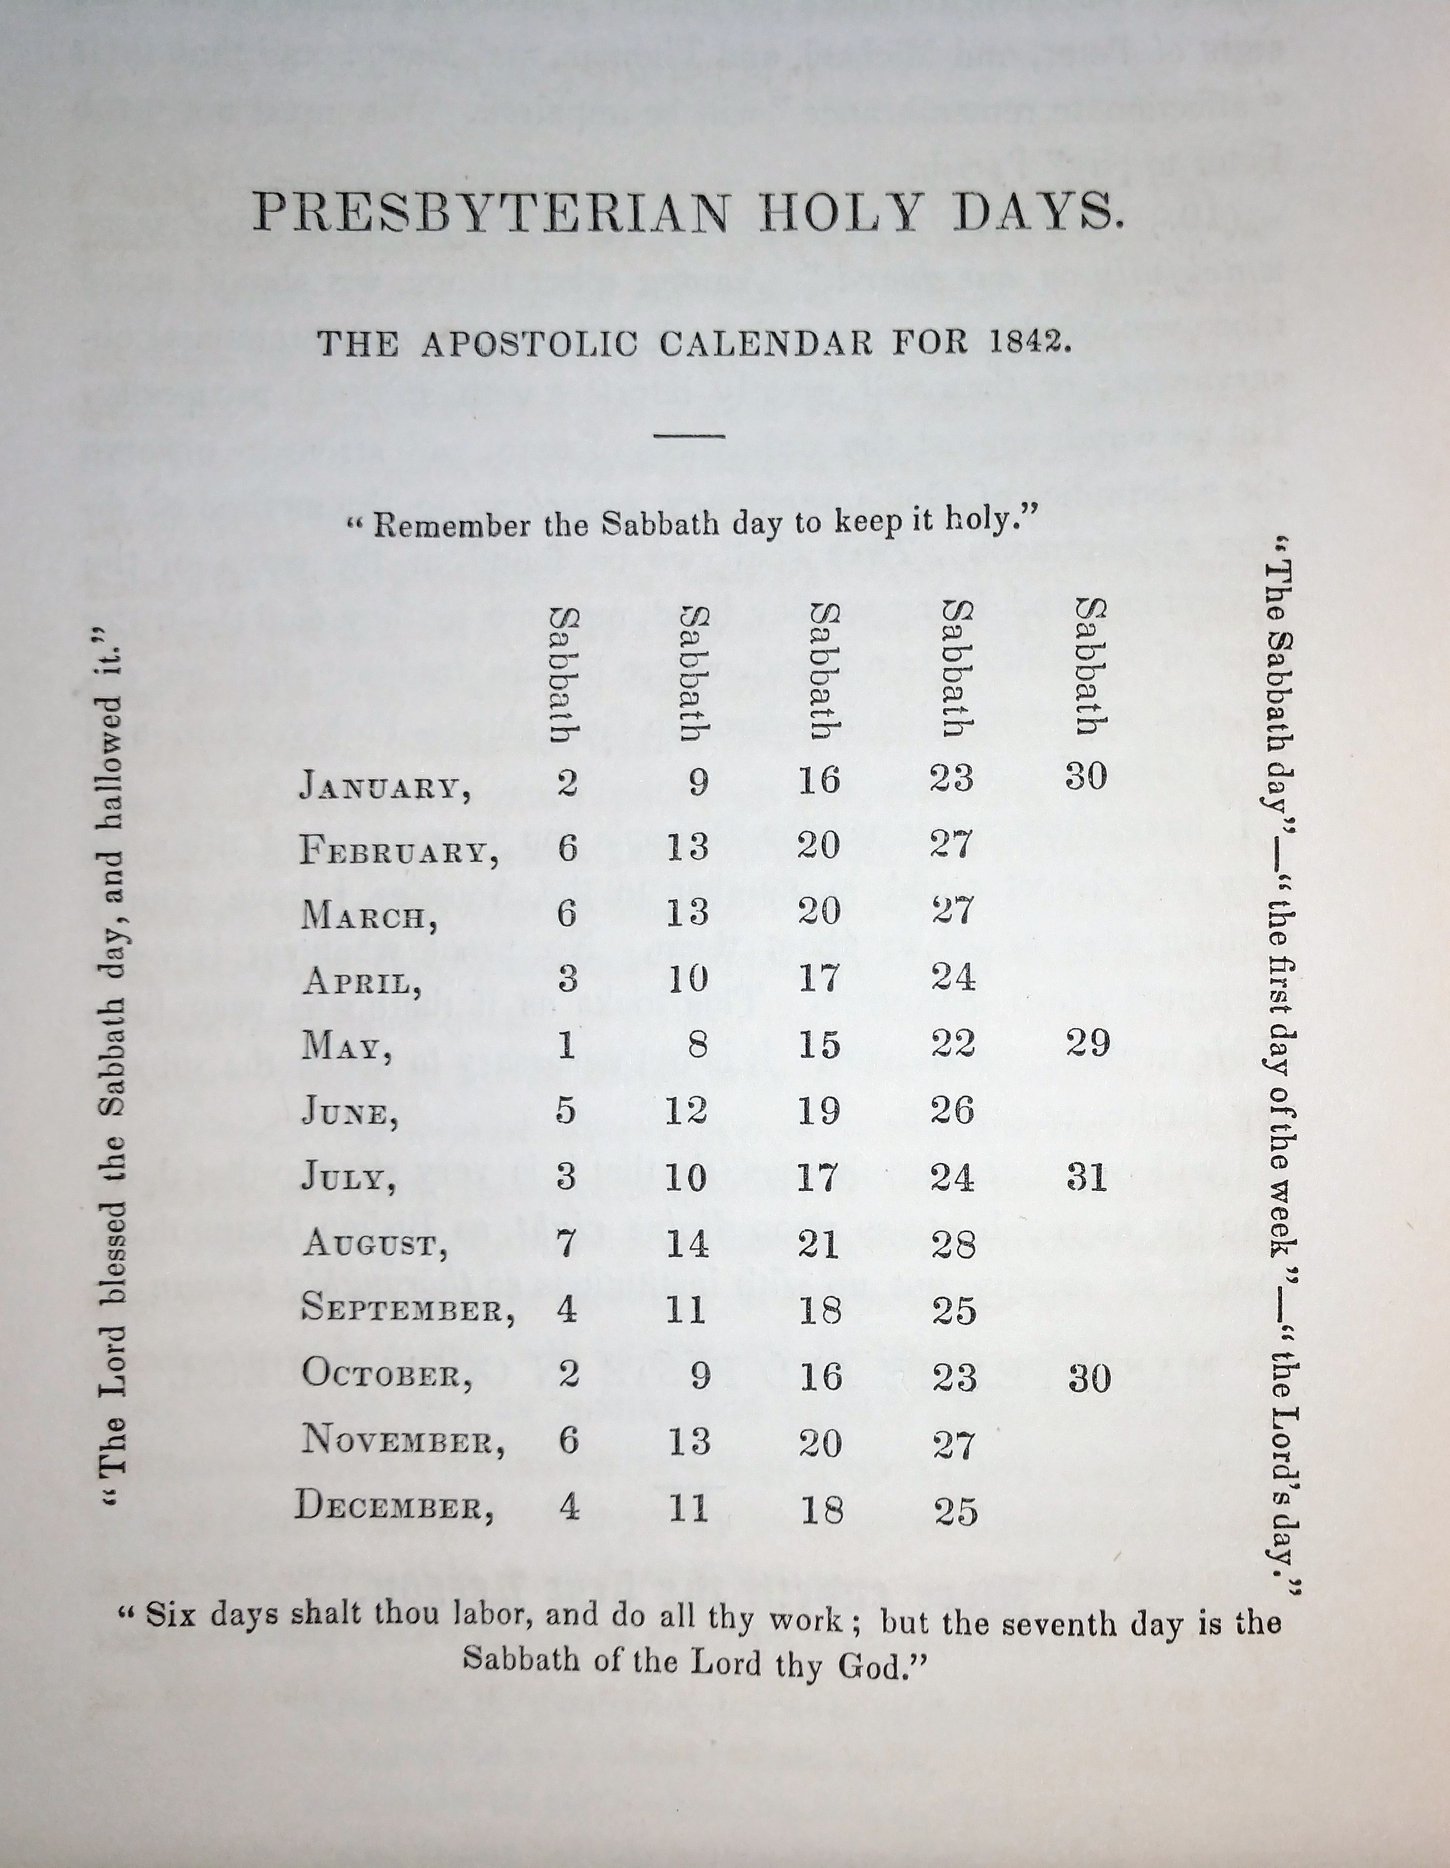 PRESBYTERIAN HOLY DAYS.
THE APOSTOLIC CALENDAR FOR 1842.
“Remember the Sabbath day to keep it holy.”
“The Lord blessed the Sabbath day, and hallowed it.”
Sabbath Sabbath Sabbath Sabbath Sabbath
JANUARY, 2 9 16 23 30
FEBRUARY, 6 13 20 27
MARCH, 6 13 20 27
APRIL, 3 10 17 24
MAY, 1 8 15 22 29
JUNE, 5 12 19 26
JULY, 3 10 17 24 31
AUGUST, 7 14 21 28
SEPTEMBER, 4 11 18 25
OCTOBER, 2 9 16 23 30
NOVEMBER, 6 13 20 27
DECEMBER, 4 11 18 25
“The Sabbath day”—“the first day of the week”—“the Lord's day.”
“Six days shalt thou labor, and do all thy work; but the seventh day is the
Sabbath of the Lord thy God.”